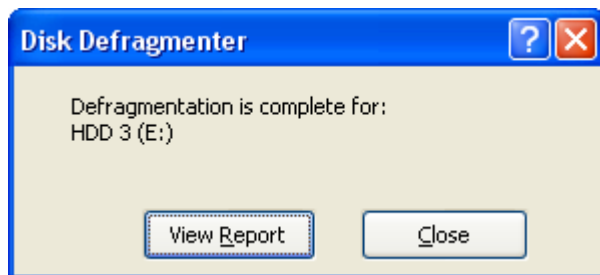 Disk Defragmenter
Defragmentation is complete for:
HDD 3 (E:)
View Report
Close